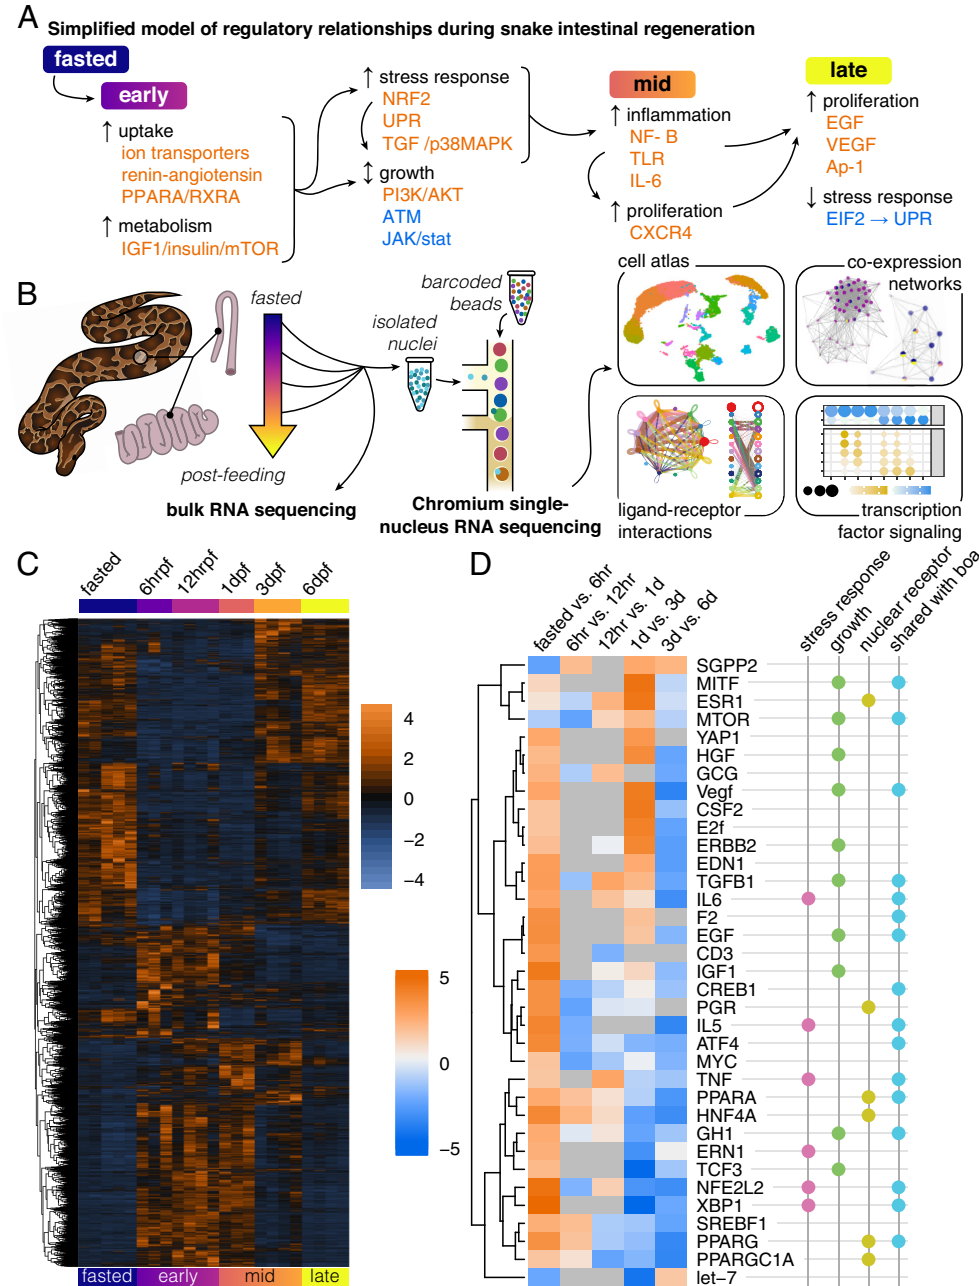 A
Simplified model of regulatory relationships during snake intestinal regeneration
fasted
early
↑ uptake
ion transporters
renin-angiotensin
PPARA/RXRA
↑ metabolism
IGF1/insulin/mTOR
↑ stress response
NRF2
UPR
TGF /p38MAPK
↕ growth
PI3K/AKT
ATM
JAK/stat
mid
↑ inflammation
NF- B
TLR
IL-6
↑ proliferation
CXCR4
late
↑ proliferation
EGF
VEGF
Ap-1
↓ stress response
EIF2 → UPR
B
fasted
post-feeding
bulk RNA sequencing
isolated
nuclei
barcoded
beads
Chromium single-
nucleus RNA sequencing
cell atlas
co-expression
networks
ligand-receptor
interactions
transcription
factor signaling
C
fasted
6hrpf
12hrpf
1dpf
3dpf
6dpf
4
2
0
−2
−4
fasted
early
mid
late
D
fasted vs. 6hr
6hr vs. 12hr
12hr vs. 1d
1d vs. 3d
3d vs. 6d
stress response
growth
nuclear receptor
shared with boa
5
0
−5
SGPP2
MITF
ESR1
MTOR
YAP1
HGF
GCG
Vegf
CSF2
E2f
ERBB2
EDN1
TGFB1
IL6
F2
EGF
CD3
IGF1
CREB1
PGR
IL5
ATF4
MYC
TNF
PPARA
HNF4A
GH1
ERN1
TCF3
NFE2L2
XBP1
SREBF1
PPARG
PPARGC1A
let−7